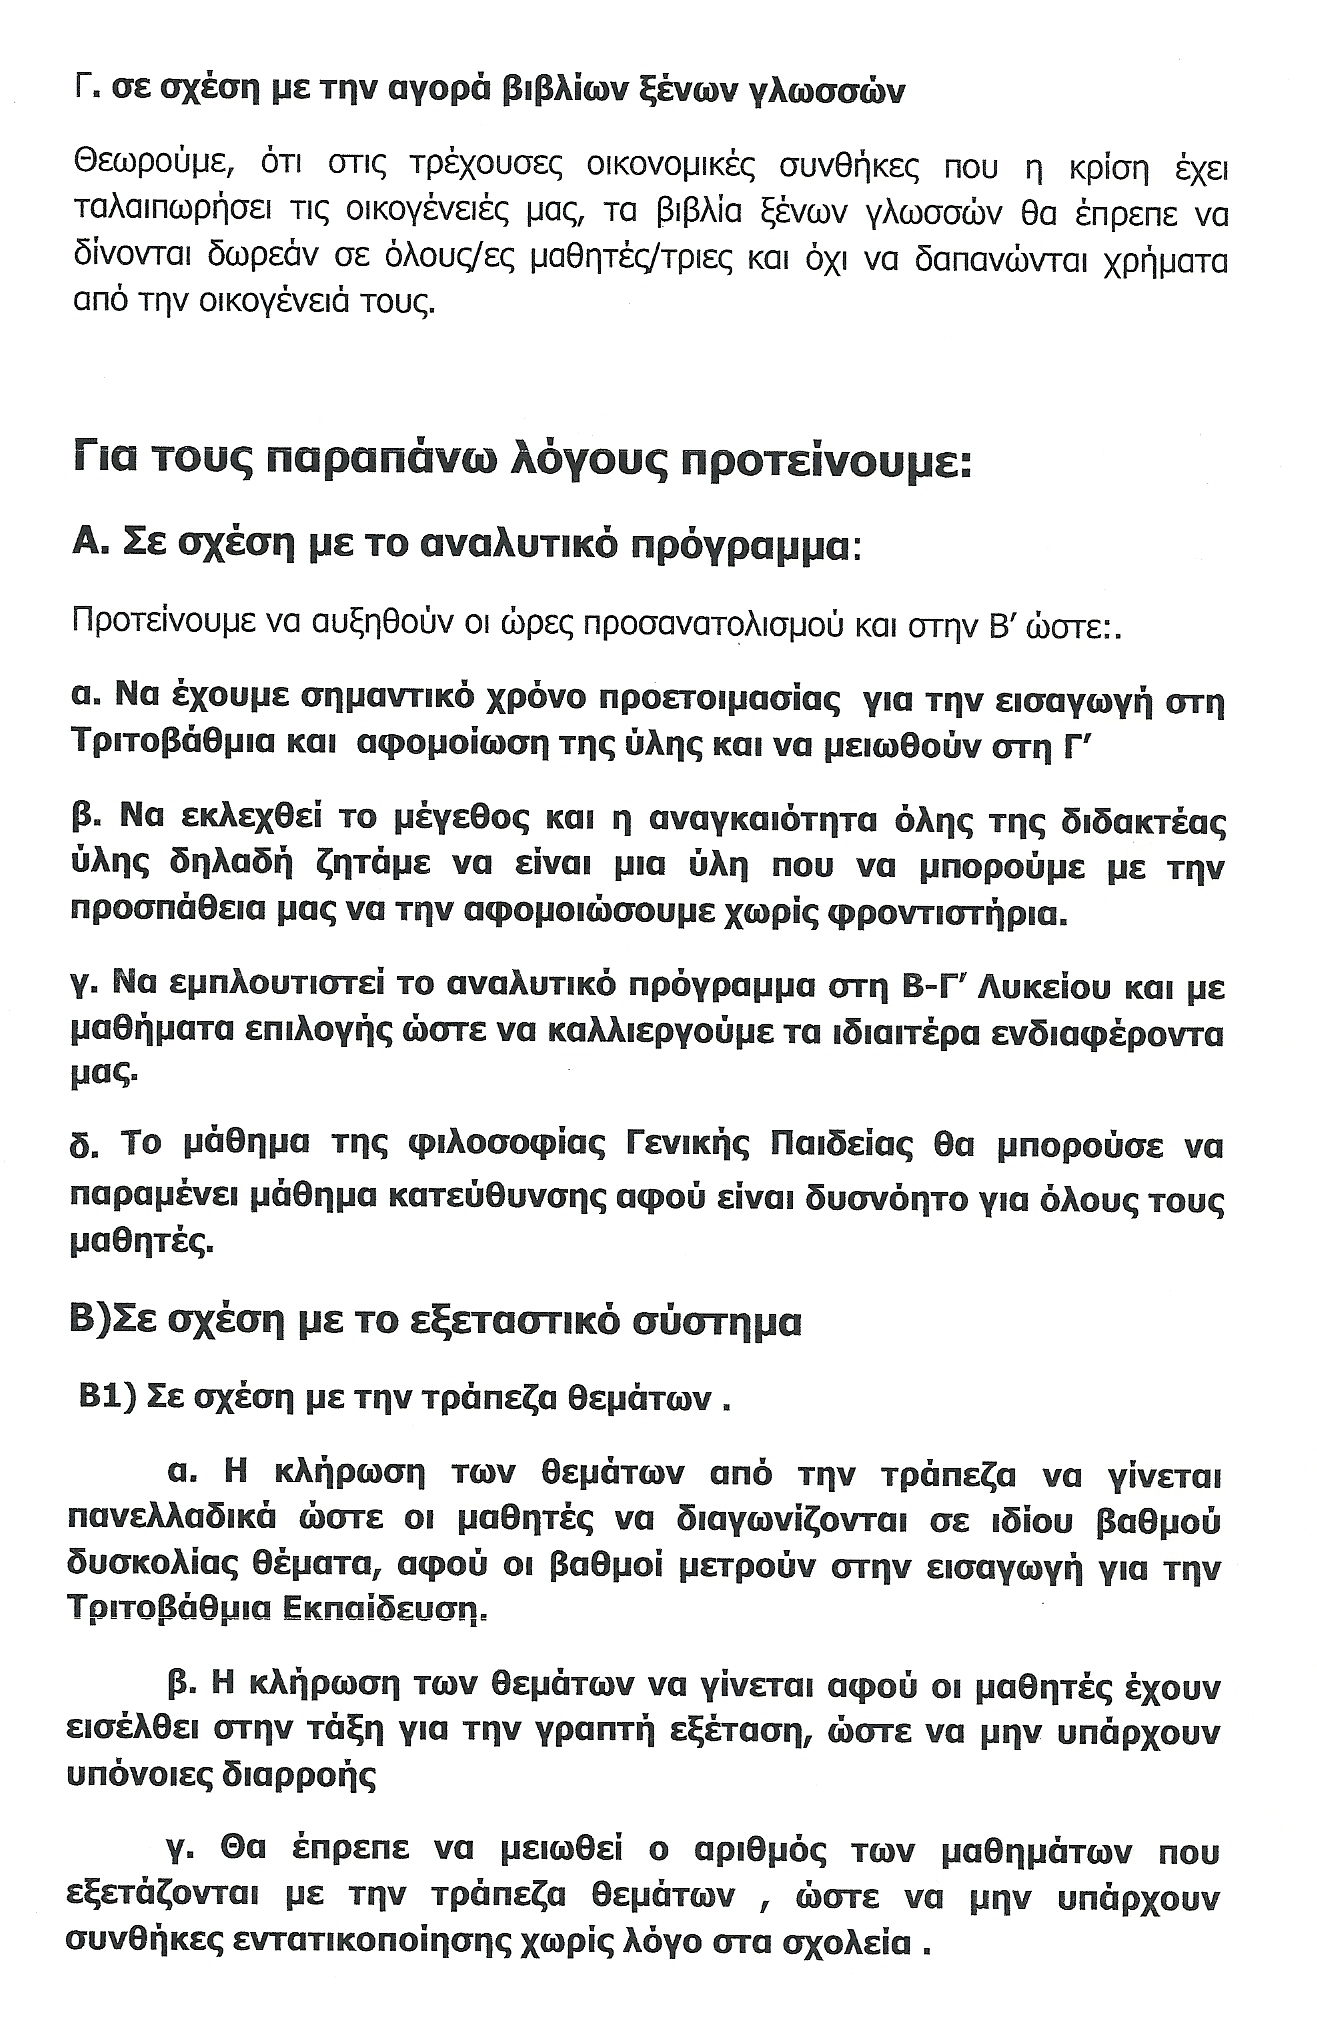 Γ. σε σχέση με την αγορά βιβλίων ξένων γλωσσών
Θεωρούμε, ότι στις τρέχουσες οικονομικές συνθήκες που η κρίση έχει
ταλαιπωρήσει τις οικογένειές μας, τα βιβλία ξένων γλωσσών θα έπρεπε να
δίνονται δωρεάν σε όλους/ες μαθητές/τριες και όχι να δαπανώνται χρήματα
από την οικογένειά τους.
Για τους παραπάνω λόγους προτείνουμε:
Α. Σε σχέση με το αναλυτικό πρόγραμμα:
Προτείνουμε να αυξηθούν οι ώρες προσανατολισμού και στην Β’ ώστε:.
α. Να έχουμε σημαντικό χρόνο προετοιμασίας για την εισαγωγή στη
Τριτοβάθμια και αφομοίωση της ύλης και να μειωθούν στη Γ’
β. Να εκλεχθεί το μέγεθος και η αναγκαιότητα όλης της διδακτέας
ύλης δηλαδή ζητάμε να είναι μια ύλη που να μπορούμε με την
προσπάθεια μας να την αφομοιώσουμε χωρίς φροντιστήρια.
γ. Να εμπλουτιστεί το αναλυτικό πρόγραμμα στη Β-Γ’ Λυκείου και με
μαθήματα επιλογής ώστε να καλλιεργούμε τα ιδιαιτέρα ενδιαφέροντα
μας.
δ. Το μάθημα της φιλοσοφίας Γενικής Παιδείας θα μπορούσε να
παραμένει μάθημα κατεύθυνσης αφού είναι δυσνόητο για όλους τους
μαθητές.
Β)Σε σχέση με το εξεταστικό σύστημα
Β1) Σε σχέση με την τράπεζα θεμάτων .
α. Η κλήρωση των θεμάτων από την τράπεζα να γίνεται
πανελλαδικά ώστε οι μαθητές να διαγωνίζονται σε ιδίου βαθμού
δυσκολίας θέματα, αφού οι βαθμοί μετρούν στην εισαγωγή για την
Τριτοβάθμια Εκπαίδευση.
β. Η κλήρωση των θεμάτων να γίνεται αφού οι μαθητές έχουν
εισέλθει στην τάξη για την γραπτή εξέταση, ώστε να μην υπάρχουν
υπόνοιες διαρροής
γ. Θα έπρεπε να μειωθεί ο αριθμός των μαθημάτων που
εξετάζονται με την τράπεζα θεμάτων , ώστε να μην υπάρχουν
συνθήκες εντατικοποίησης χωρίς λόγο στα σχολεία .